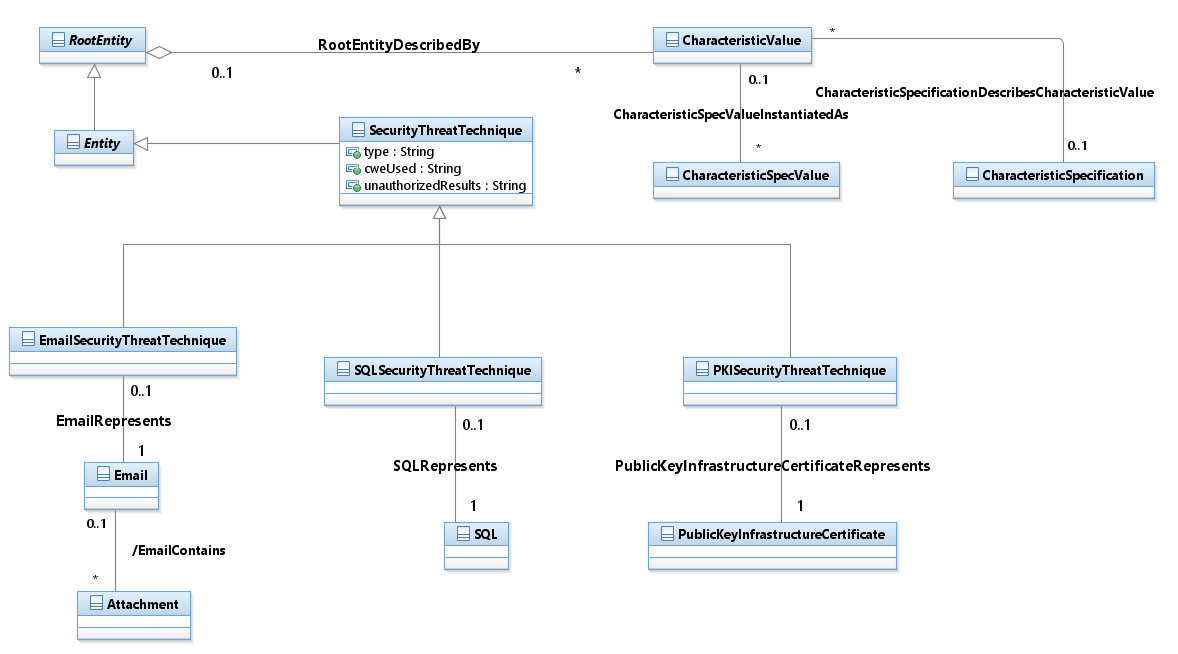 RootEntity
RootEntityDescribedBy
0..1
*
CharacteristicValue
*
0..1
CharacteristicSpecificationDescribesCharacteristicValue
CharacteristicSpecValueInstantiatedAs
*
0..1
CharacteristicSpecValue
CharacteristicSpecification
Entity
SecurityThreatTechnique
type : String
cweUsed : String
unauthorizedResults : String
EmailSecurityThreatTechnique
SQLSecurityThreatTechnique
PKISecurityThreatTechnique
0..1
EmailRepresents
1
Email
0..1
/EmailContains
*
Attachment
0..1
SQLRepresents
1
SQL
0..1
PublicKeyInfrastructureCertificateRepresents
1
PublicKeyInfrastructureCertificate